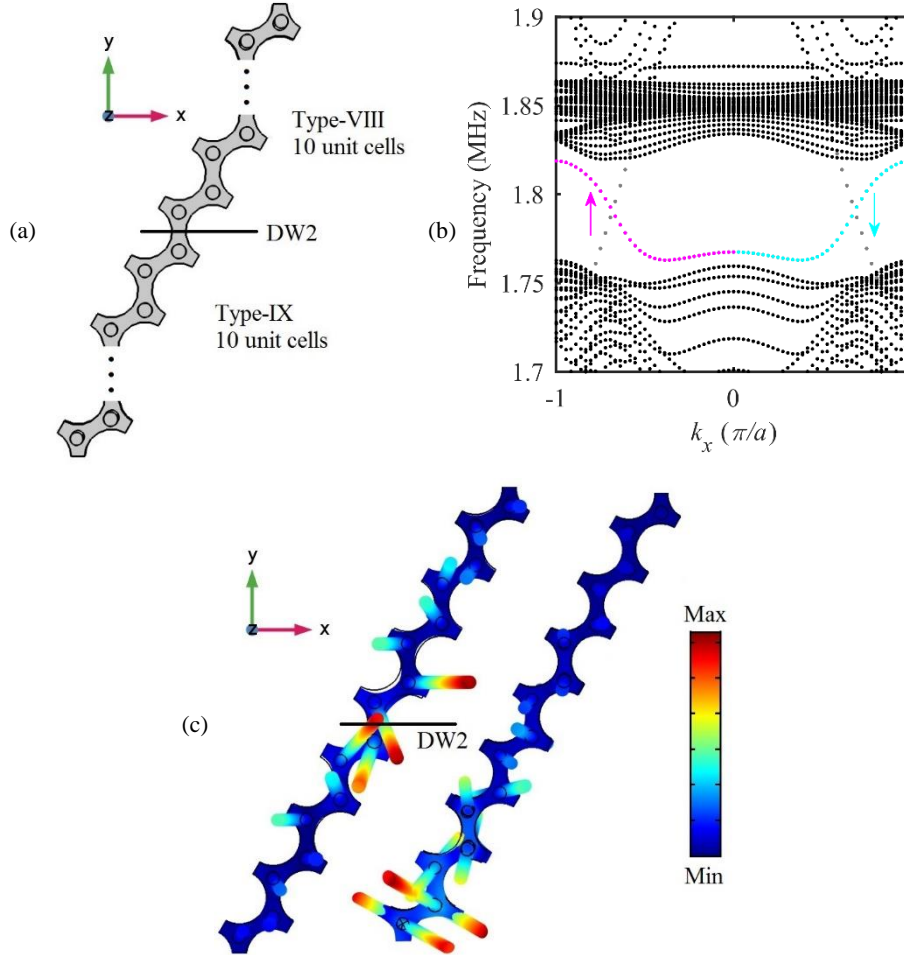 y
z
x
Type-VIII
10 unit cells
(a)
DW2
Type-IX
10 unit cells
(b)
Frequency (MHz)
1.9
1.85
1.8
1.75
1.7
-1
0
k_x (π/a)
y
z
x
(c)
DW2
Max
Min